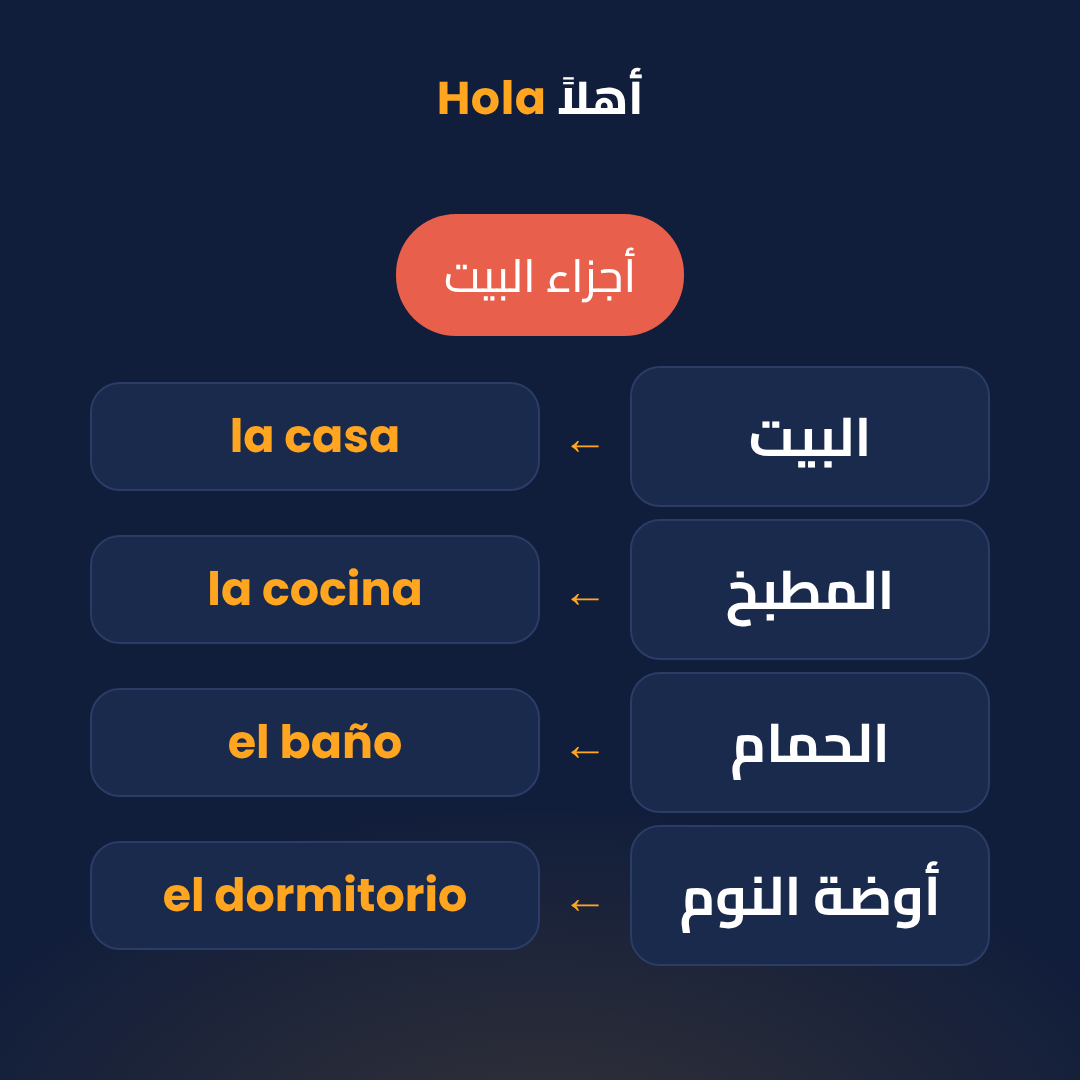 أهلاً Hola
أجزاء البيت
البيت ← la casa
المطبخ ← la cocina
الحمام ← el baño
أوضة النوم ← el dormitorio